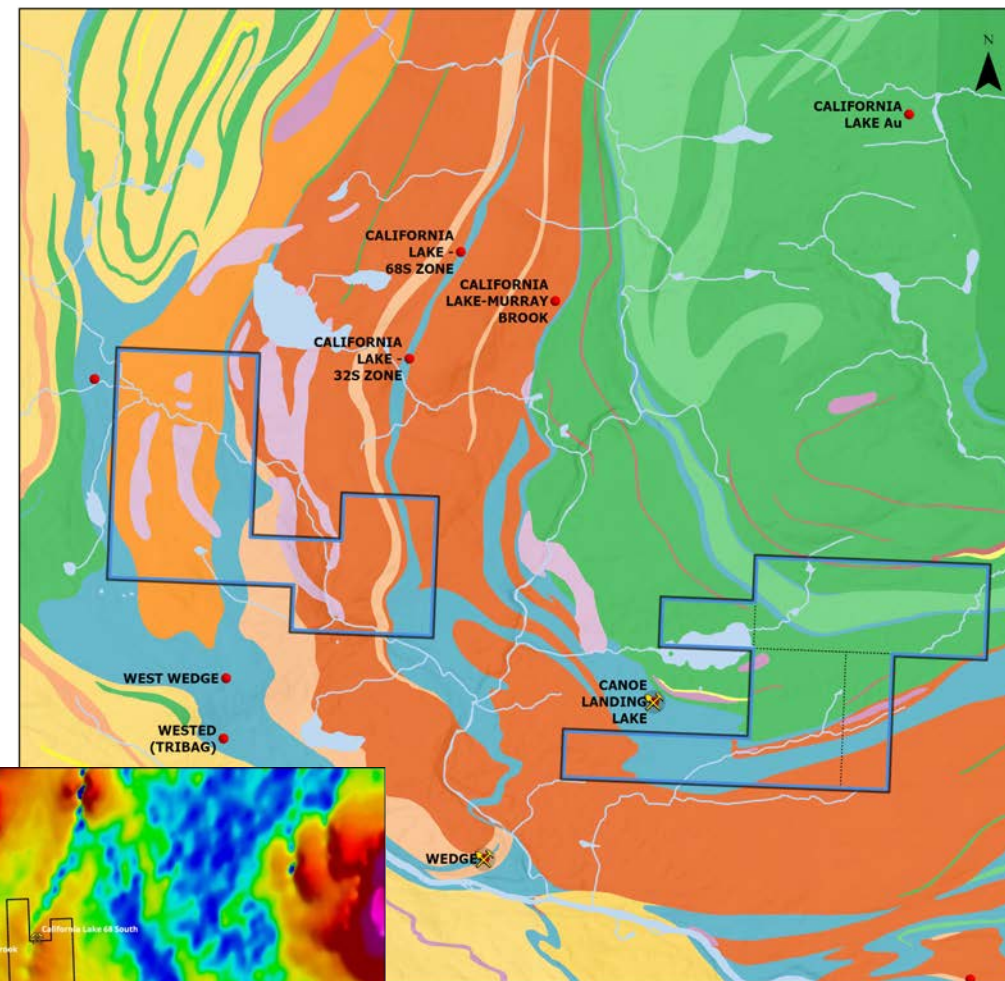 N
CALIFORNIA
LAKE Au
CALIFORNIA
LAKE -
68S ZONE
CALIFORNIA
LAKE-MURRAY
BROOK
CALIFORNIA
LAKE -
32S ZONE
CANOE
LANDING
LAKE
WEST WEDGE
WESTED
(TRIBAG)
WEDGE
California Lake 68 South
rook